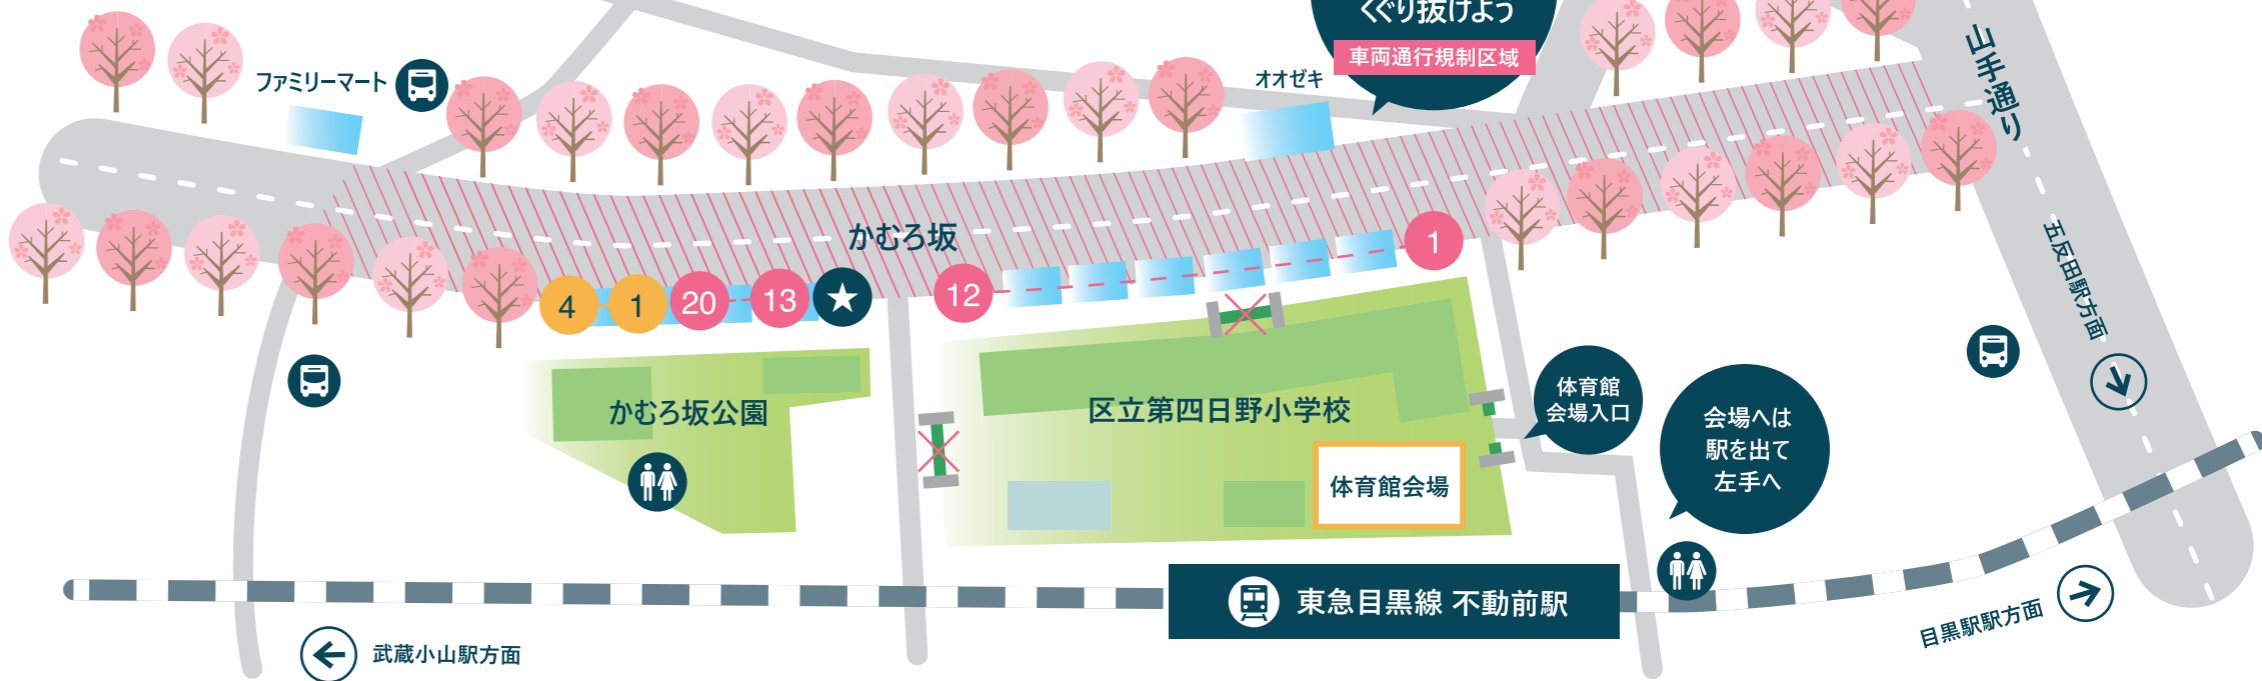 くぐり抜けよう
車両通行規制区域
山手通り
ファミリーマート
オオゼキ
かむろ坂
4
1
20
13
12
1
五反田駅方面
かむろ坂公園
区立第四日野小学校
体育館
会場入口
会場へは
駅を出て
左手へ
体育館会場
東急目黒線 不動前駅
武蔵小山駅方面
目黒駅駅方面